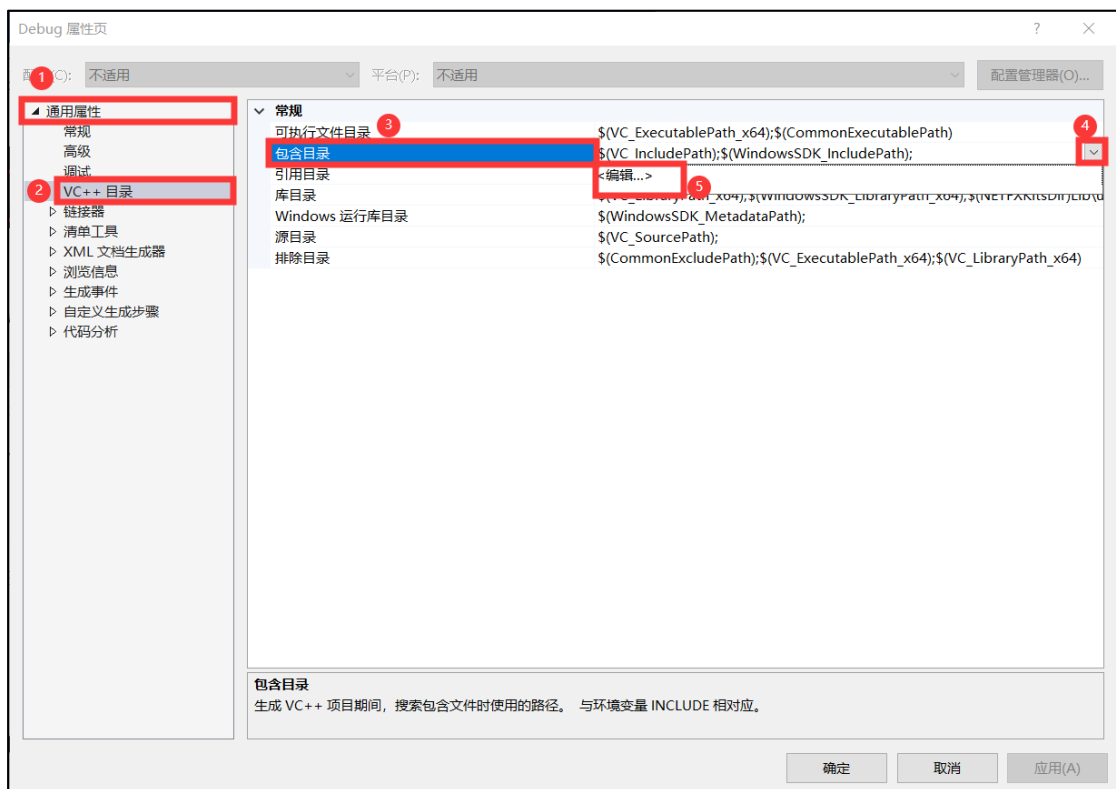 Debug 属性页
? ×
1
(C): 不适用 平台(P): 不适用 配置管理器(O)...
通用属性
常规
高级
调试
2
VC++ 目录
链接器
清单工具
XML 文档生成器
浏览信息
生成事件
自定义生成步骤
代码分析
常规
3
4
可执行文件目录 $(VC_ExecutablePath_x64);$(CommonExecutablePath)
包含目录 $(VC_IncludePath);$(WindowsSDK_IncludePath);
引用目录 <编辑...>
5
库目录 $(VC_LibraryPath_x64);$(WindowsSDK_LibraryPath_x64);$(NETFXKitsDir)Lib\u
Windows 运行库目录 $(WindowsSDK_MetadataPath);
源目录 $(VC_SourcePath);
排除目录 $(CommonExcludePath);$(VC_ExecutablePath_x64);$(VC_LibraryPath_x64)
包含目录
生成 VC++ 项目期间，搜索包含文件时使用的路径。 与环境变量 INCLUDE 相对应。
确定 取消 应用(A)